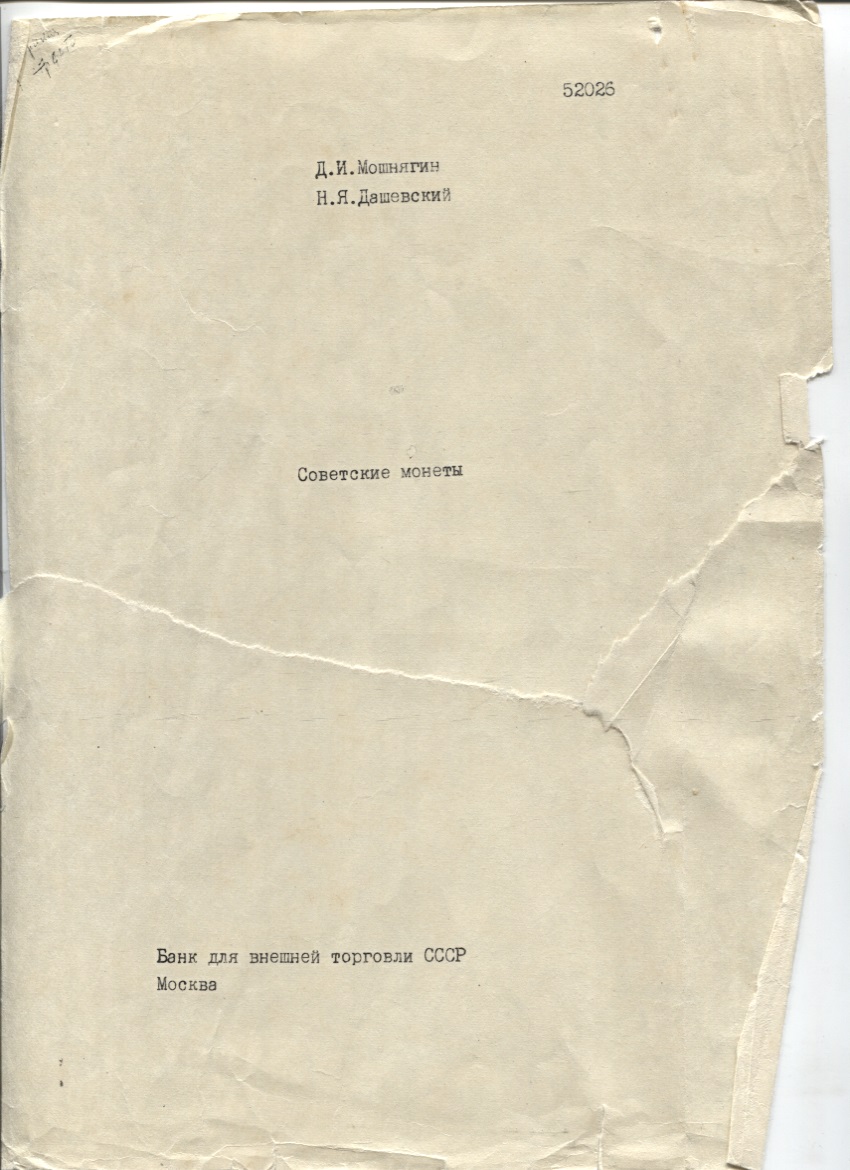 52026
Д.И.Мошнягин
Н.Я.Дашевский
Советские монеты
Банк для внешней торговли СССР
Москва